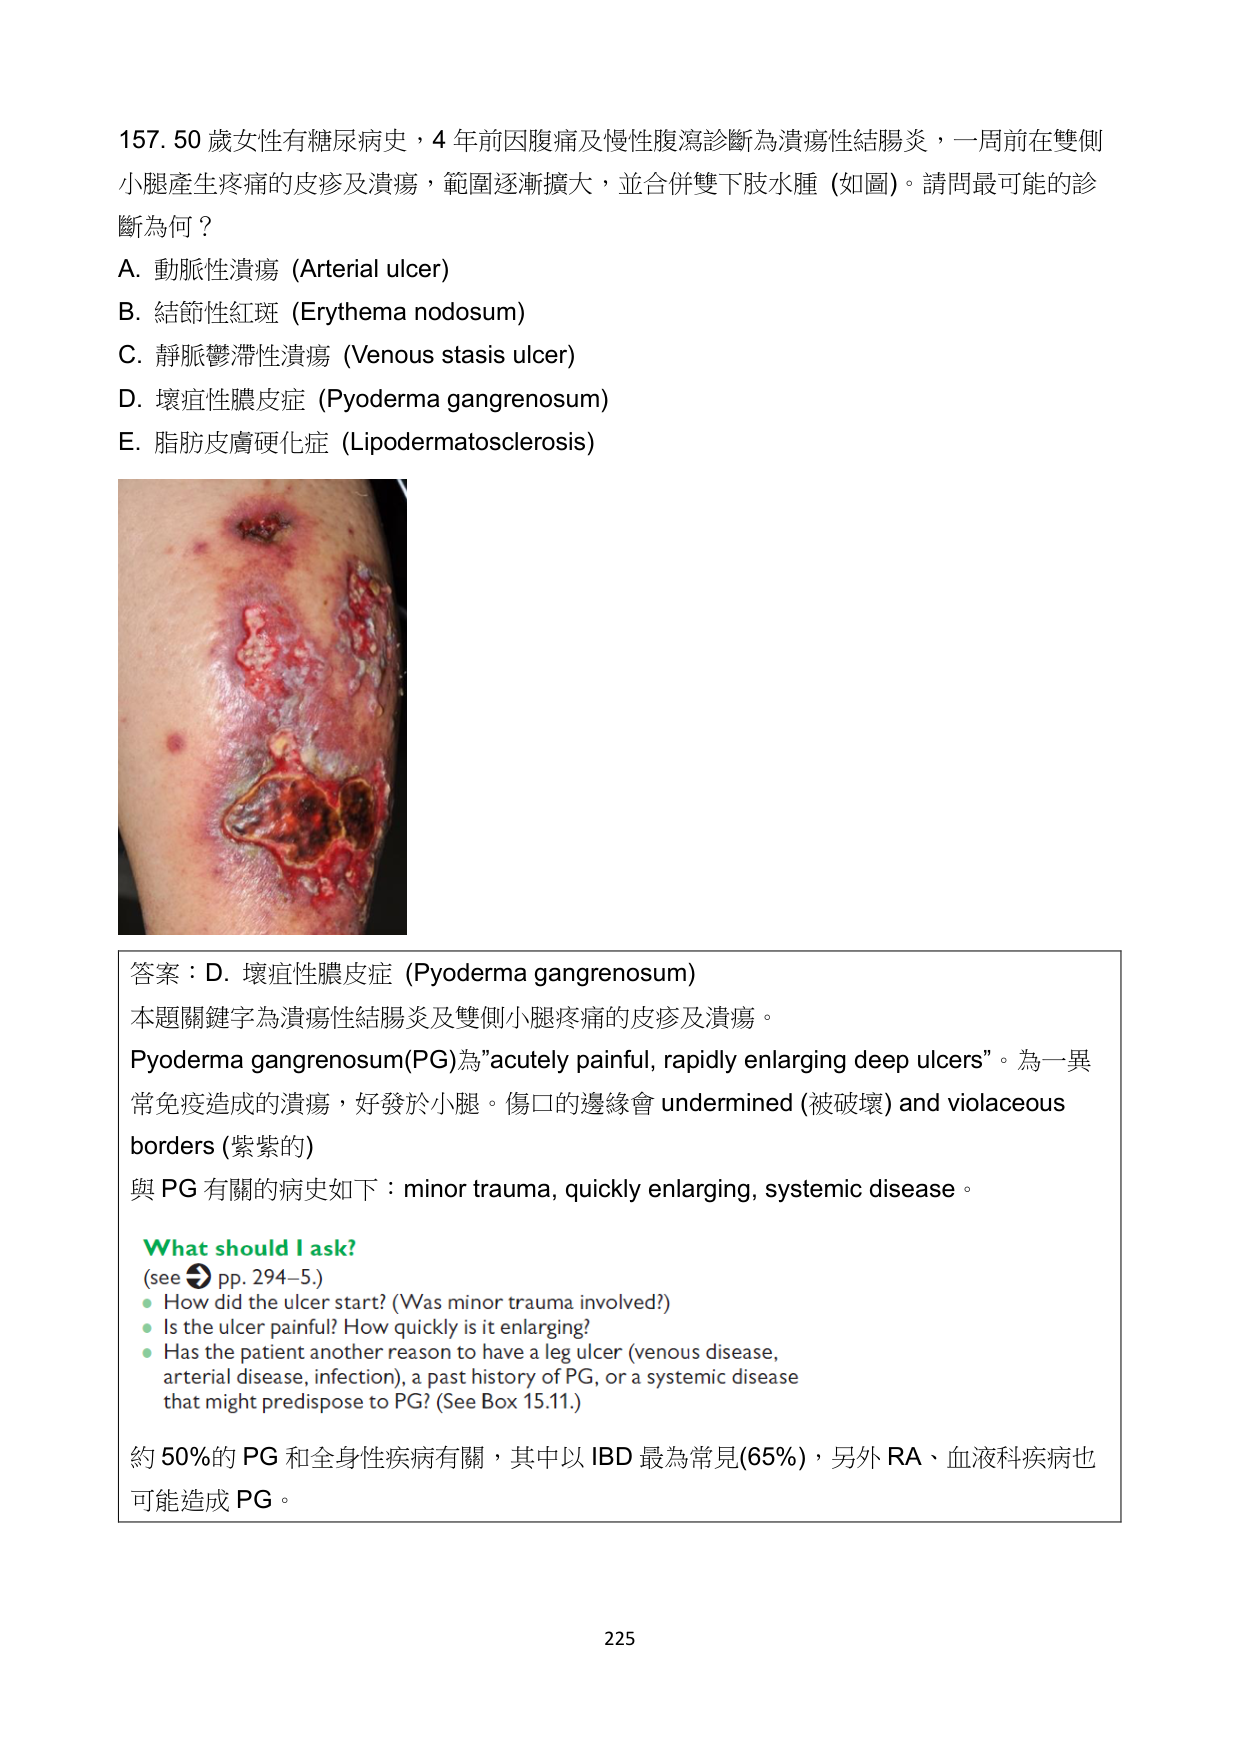 157. 50 歲女性有糖尿病史，4 年前因腹痛及慢性腹瀉診斷為潰瘍性結腸炎，一周前在雙側
小腿產生疼痛的皮疹及潰瘍，範圍逐漸擴大，並合併雙下肢水腫 (如圖)。請問最可能的診
斷為何？
A. 動脈性潰瘍 (Arterial ulcer)
B. 結節性紅斑 (Erythema nodosum)
C. 靜脈鬱滯性潰瘍 (Venous stasis ulcer)
D. 壞疽性膿皮症 (Pyoderma gangrenosum)
E. 脂肪皮膚硬化症 (Lipodermatosclerosis)
答案：D. 壞疽性膿皮症 (Pyoderma gangrenosum)
本題關鍵字為潰瘍性結腸炎及雙側小腿疼痛的皮疹及潰瘍。
Pyoderma gangrenosum(PG)為”acutely painful, rapidly enlarging deep ulcers”。為一異
常免疫造成的潰瘍，好發於小腿。傷口的邊緣會 undermined (被破壞) and violaceous
borders (紫紫的)
與 PG 有關的病史如下：minor trauma, quickly enlarging, systemic disease。
What should I ask?
(see ➔ pp. 294–5.)
• How did the ulcer start? (Was minor trauma involved?)
• Is the ulcer painful? How quickly is it enlarging?
• Has the patient another reason to have a leg ulcer (venous disease,
arterial disease, infection), a past history of PG, or a systemic disease
that might predispose to PG? (See Box 15.11.)
約 50%的 PG 和全身性疾病有關，其中以 IBD 最為常見(65%)，另外 RA、血液科疾病也
可能造成 PG。
225